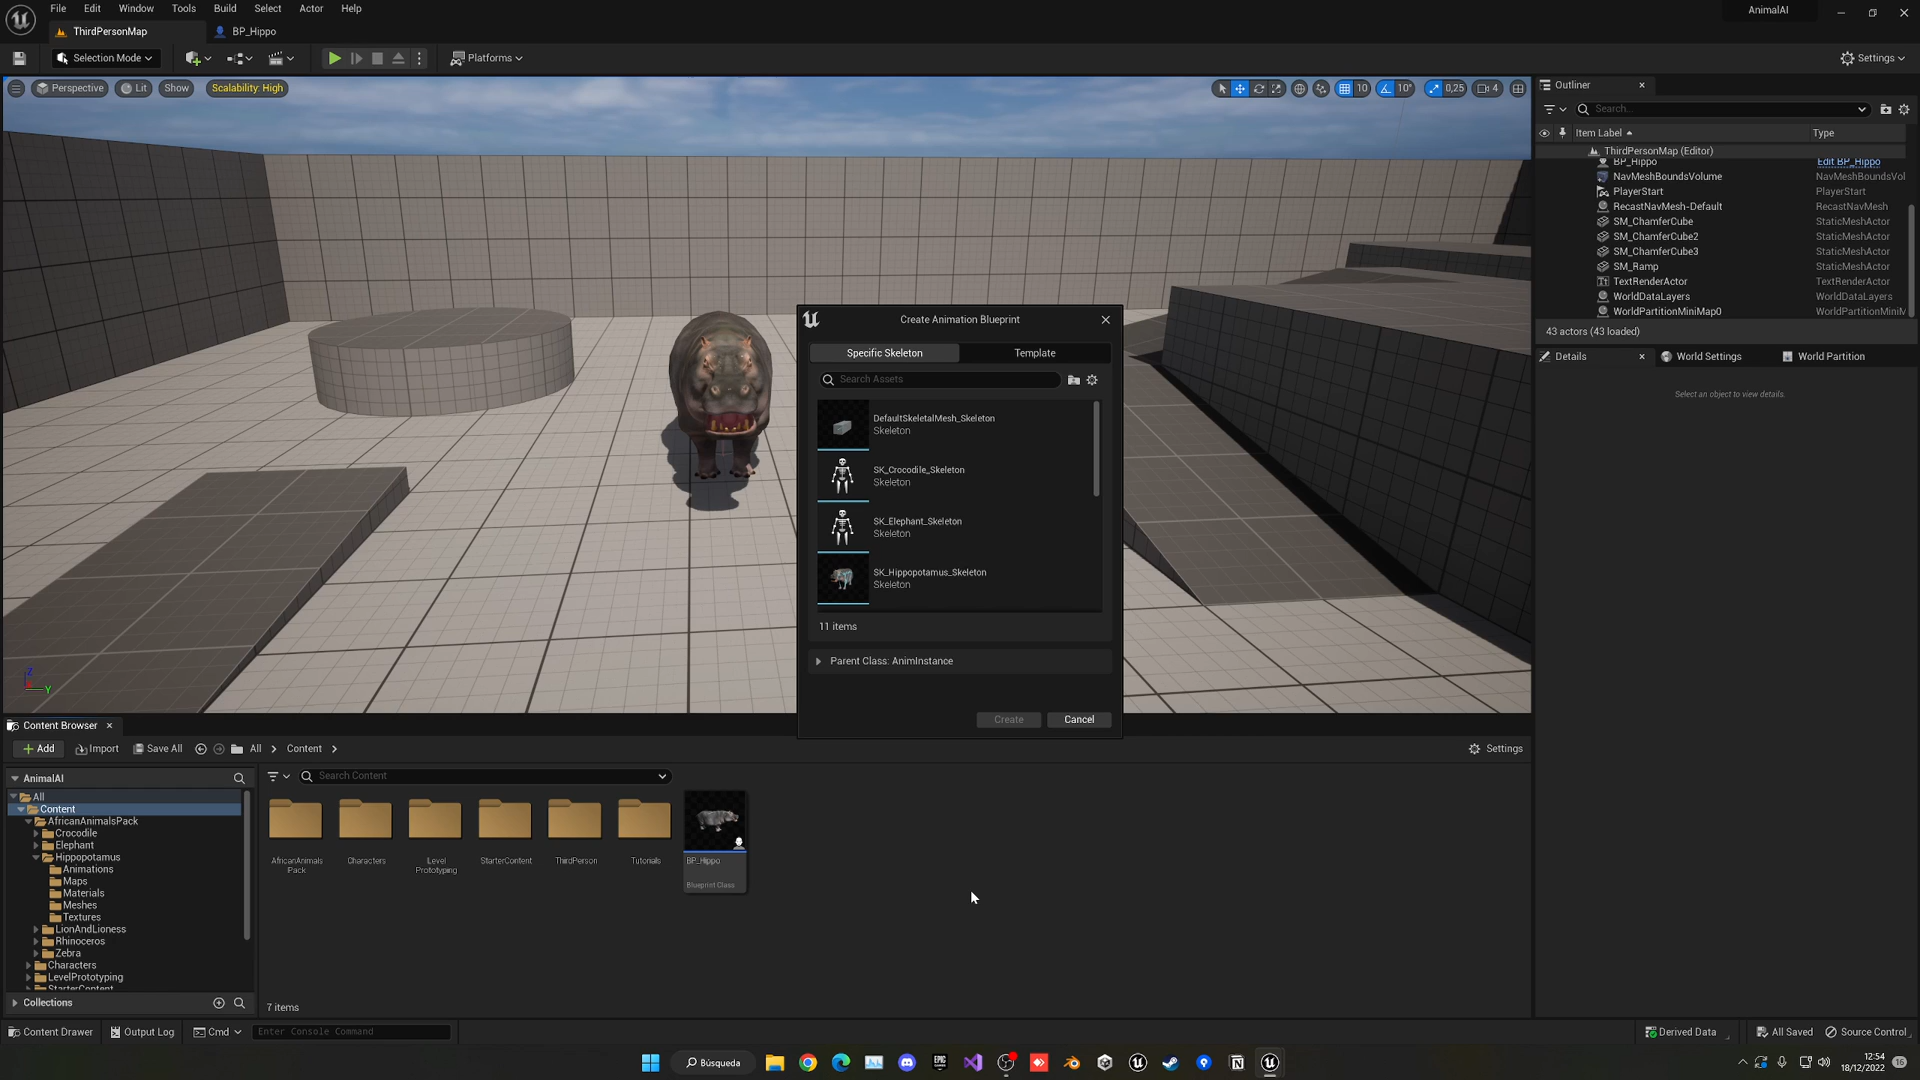 File Edit Window Tools Build Select Actor Help
AnimalAI
ThirdPersonMap
BP_Hippo
Selection Mode
Platforms
Settings
Perspective
Lit
Show
Scalability: High
10
10°
0,25
4
Outliner
Search...
Item Label
Type
ThirdPersonMap (Editor)
BP_Hippo Edit BP_Hippo
NavMeshBoundsVolume NavMeshBoundsVol
PlayerStart PlayerStart
RecastNavMesh-Default RecastNavMesh
SM_ChamferCube StaticMeshActor
SM_ChamferCube2 StaticMeshActor
SM_ChamferCube3 StaticMeshActor
SM_Ramp StaticMeshActor
TextRenderActor TextRenderActor
WorldDataLayers WorldDataLayers
WorldPartitionMiniMap0 WorldPartitionMiniM
43 actors (43 loaded)
Details
World Settings
World Partition
Select an object to view details.
Create Animation Blueprint
Specific Skeleton
Template
Search Assets
DefaultSkeletalMesh_Skeleton
Skeleton
SK_Crocodile_Skeleton
Skeleton
SK_Elephant_Skeleton
Skeleton
SK_Hippopotamus_Skeleton
Skeleton
11 items
Parent Class: AnimInstance
Create
Cancel
Z
Y
Content Browser
Add
Import
Save All
All
Content
Settings
AnimalAI
Search Content
All
Content
AfricanAnimalsPack
Crocodile
Elephant
Hippopotamus
Animations
Maps
Materials
Meshes
Textures
LionAndLioness
Rhinoceros
Zebra
Characters
LevelPrototyping
StarterContent
Collections
AfricanAnimals
Pack
Characters
Level
Prototyping
StarterContent
ThirdPerson
Tutorials
BP_Hippo
Blueprint Class
7 items
Content Drawer
Output Log
Cmd
Enter Console Command
Derived Data
All Saved
Source Control
Búsqueda
EPIC
12:54
18/12/2022
16